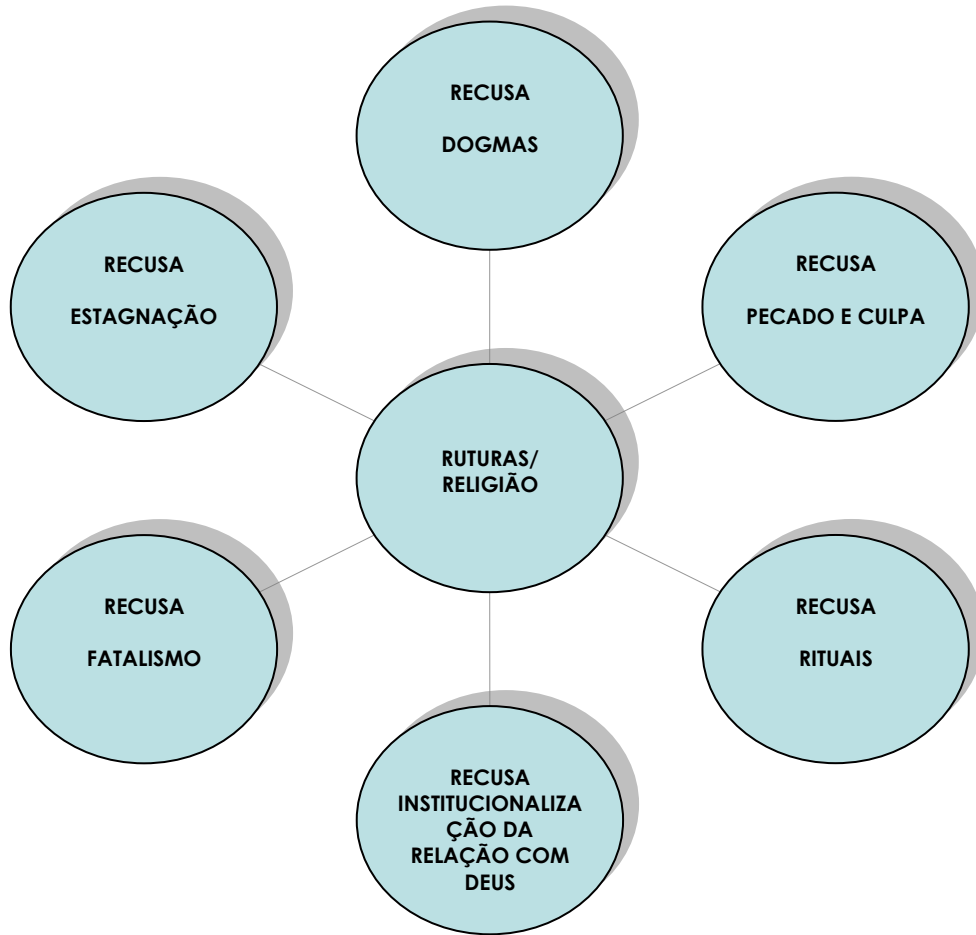 RECUSA
DOGMAS
RECUSA
ESTAGNAÇÃO
RECUSA
PECADO E CULPA
RUTURAS/
RELIGIÃO
RECUSA
FATALISMO
RECUSA
RITUAIS
RECUSA
INSTITUCIONALIZA
ÇÃO DA
RELAÇÃO COM
DEUS